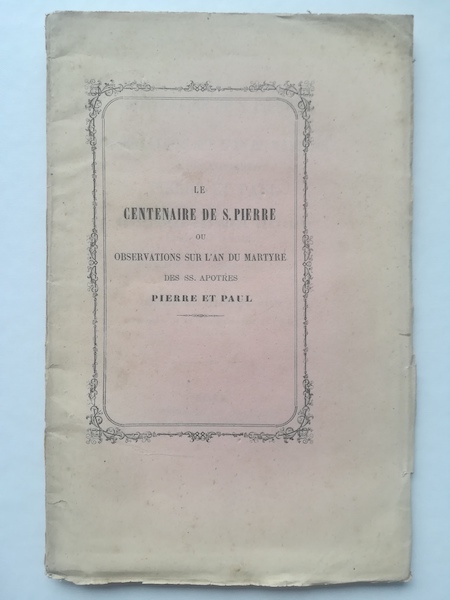 LE
CENTENAIRE DE S. PIERRE
OU
OBSERVATIONS SUR L'AN DU MARTYRE
DES SS. APOTRES
PIERRE ET PAUL